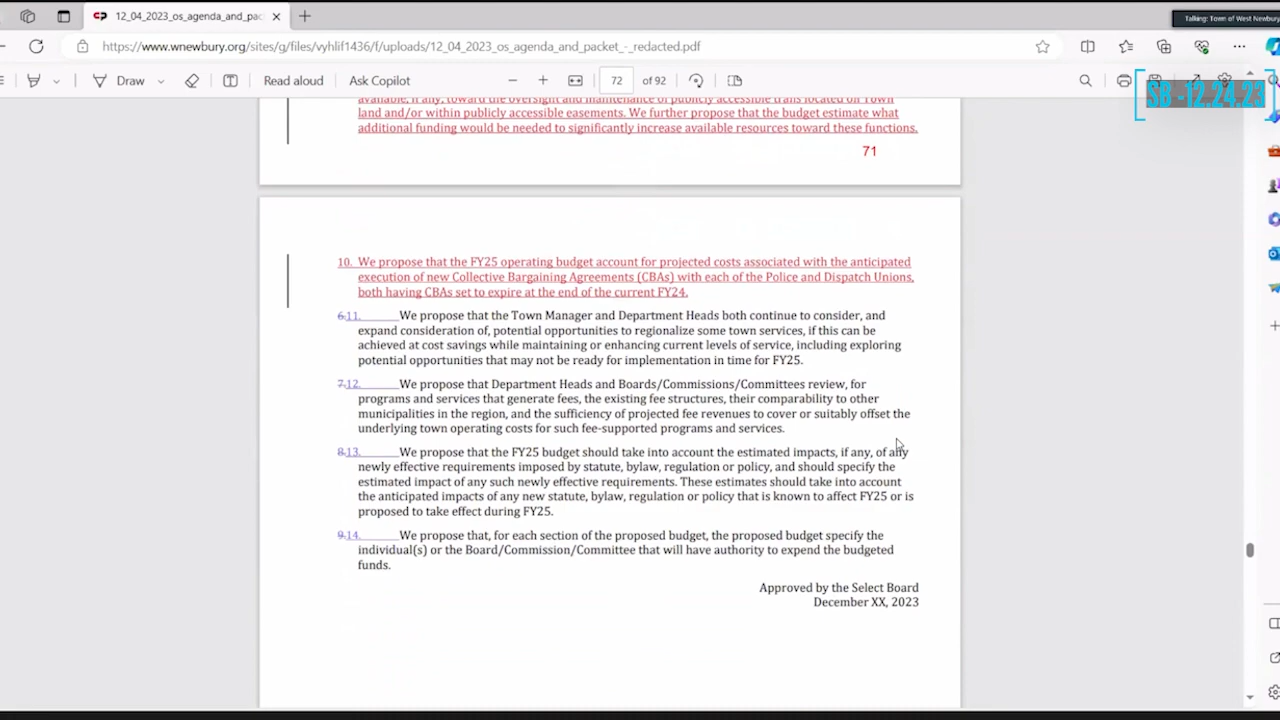 12_04_2023_os_agenda_and_pac
Talking: Town of West Newbury
https://www.wnewbury.org/sites/g/files/vyhlif1436/f/uploads/12_04_2023_os_agenda_and_packet_-_redacted.pdf
Draw
Read aloud
Ask Copilot
72 of 92
SB -12.24.23
available, if any, toward the oversight and maintenance of publicly accessible trails located on Town
land and/or within publicly accessible easements. We further propose that the budget estimate what
additional funding would be needed to significantly increase available resources toward these functions.
71
10. We propose that the FY25 operating budget account for projected costs associated with the anticipated
execution of new Collective Bargaining Agreements (CBAs) with each of the Police and Dispatch Unions,
both having CBAs set to expire at the end of the current FY24.
6.11. We propose that the Town Manager and Department Heads both continue to consider, and
expand consideration of, potential opportunities to regionalize some town services, if this can be
achieved at cost savings while maintaining or enhancing current levels of service, including exploring
potential opportunities that may not be ready for implementation in time for FY25.
7.12. We propose that Department Heads and Boards/Commissions/Committees review, for
programs and services that generate fees, the existing fee structures, their comparability to other
municipalities in the region, and the sufficiency of projected fee revenues to cover or suitably offset the
underlying town operating costs for such fee-supported programs and services.
8.13. We propose that the FY25 budget should take into account the estimated impacts, if any, of any
newly effective requirements imposed by statute, bylaw, regulation or policy, and should specify the
estimated impact of any such newly effective requirements. These estimates should take into account
the anticipated impacts of any new statute, bylaw, regulation or policy that is known to affect FY25 or is
proposed to take effect during FY25.
9.14. We propose that, for each section of the proposed budget, the proposed budget specify the
individual(s) or the Board/Commission/Committee that will have authority to expend the budgeted
funds.
Approved by the Select Board
December XX, 2023